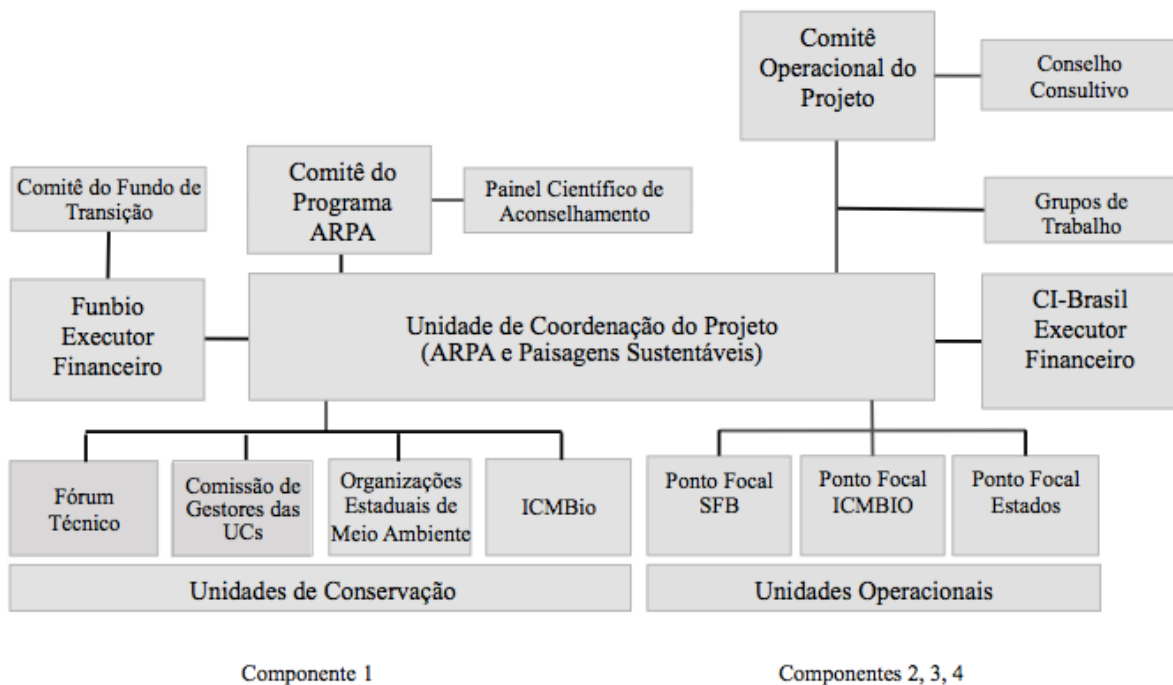 Comitê
Operacional do
Projeto
Conselho
Consultivo
Comitê do Fundo de
Transição
Comitê do
Programa
ARPA
Painel Científico de
Aconselhamento
Grupos de
Trabalho
Funbio
Executor
Financeiro
Unidade de Coordenação do Projeto
(ARPA e Paisagens Sustentáveis)
CI-Brasil
Executor
Financeiro
Fórum
Técnico
Comissão de
Gestores das
UCs
Organizações
Estaduais de
Meio Ambiente
ICMBio
Ponto Focal
SFB
Ponto Focal
ICMBIO
Ponto Focal
Estados
Unidades de Conservação
Unidades Operacionais
Componente 1
Componentes 2, 3, 4